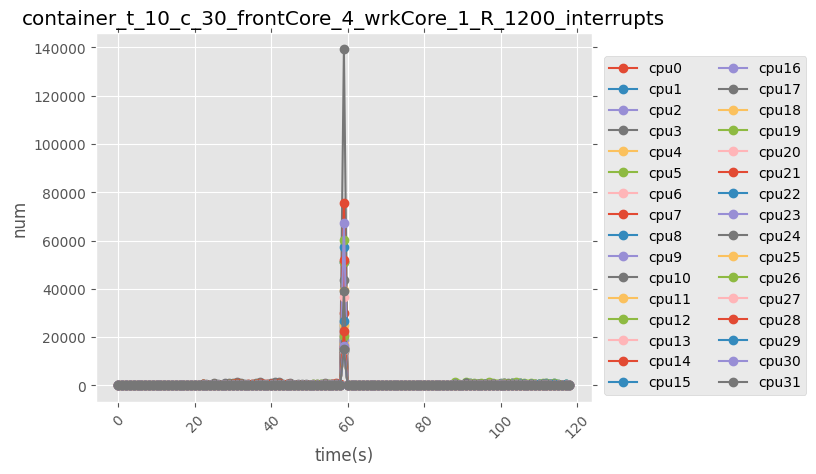 container_t_10_c_30_frontCore_4_wrkCore_1_R_1200_interrupts
140000
120000
100000
80000
60000
40000
20000
0
num
0
20
40
60
80
100
120
time(s)
cpu0
cpu1
cpu2
cpu3
cpu4
cpu5
cpu6
cpu7
cpu8
cpu9
cpu10
cpu11
cpu12
cpu13
cpu14
cpu15
cpu16
cpu17
cpu18
cpu19
cpu20
cpu21
cpu22
cpu23
cpu24
cpu25
cpu26
cpu27
cpu28
cpu29
cpu30
cpu31